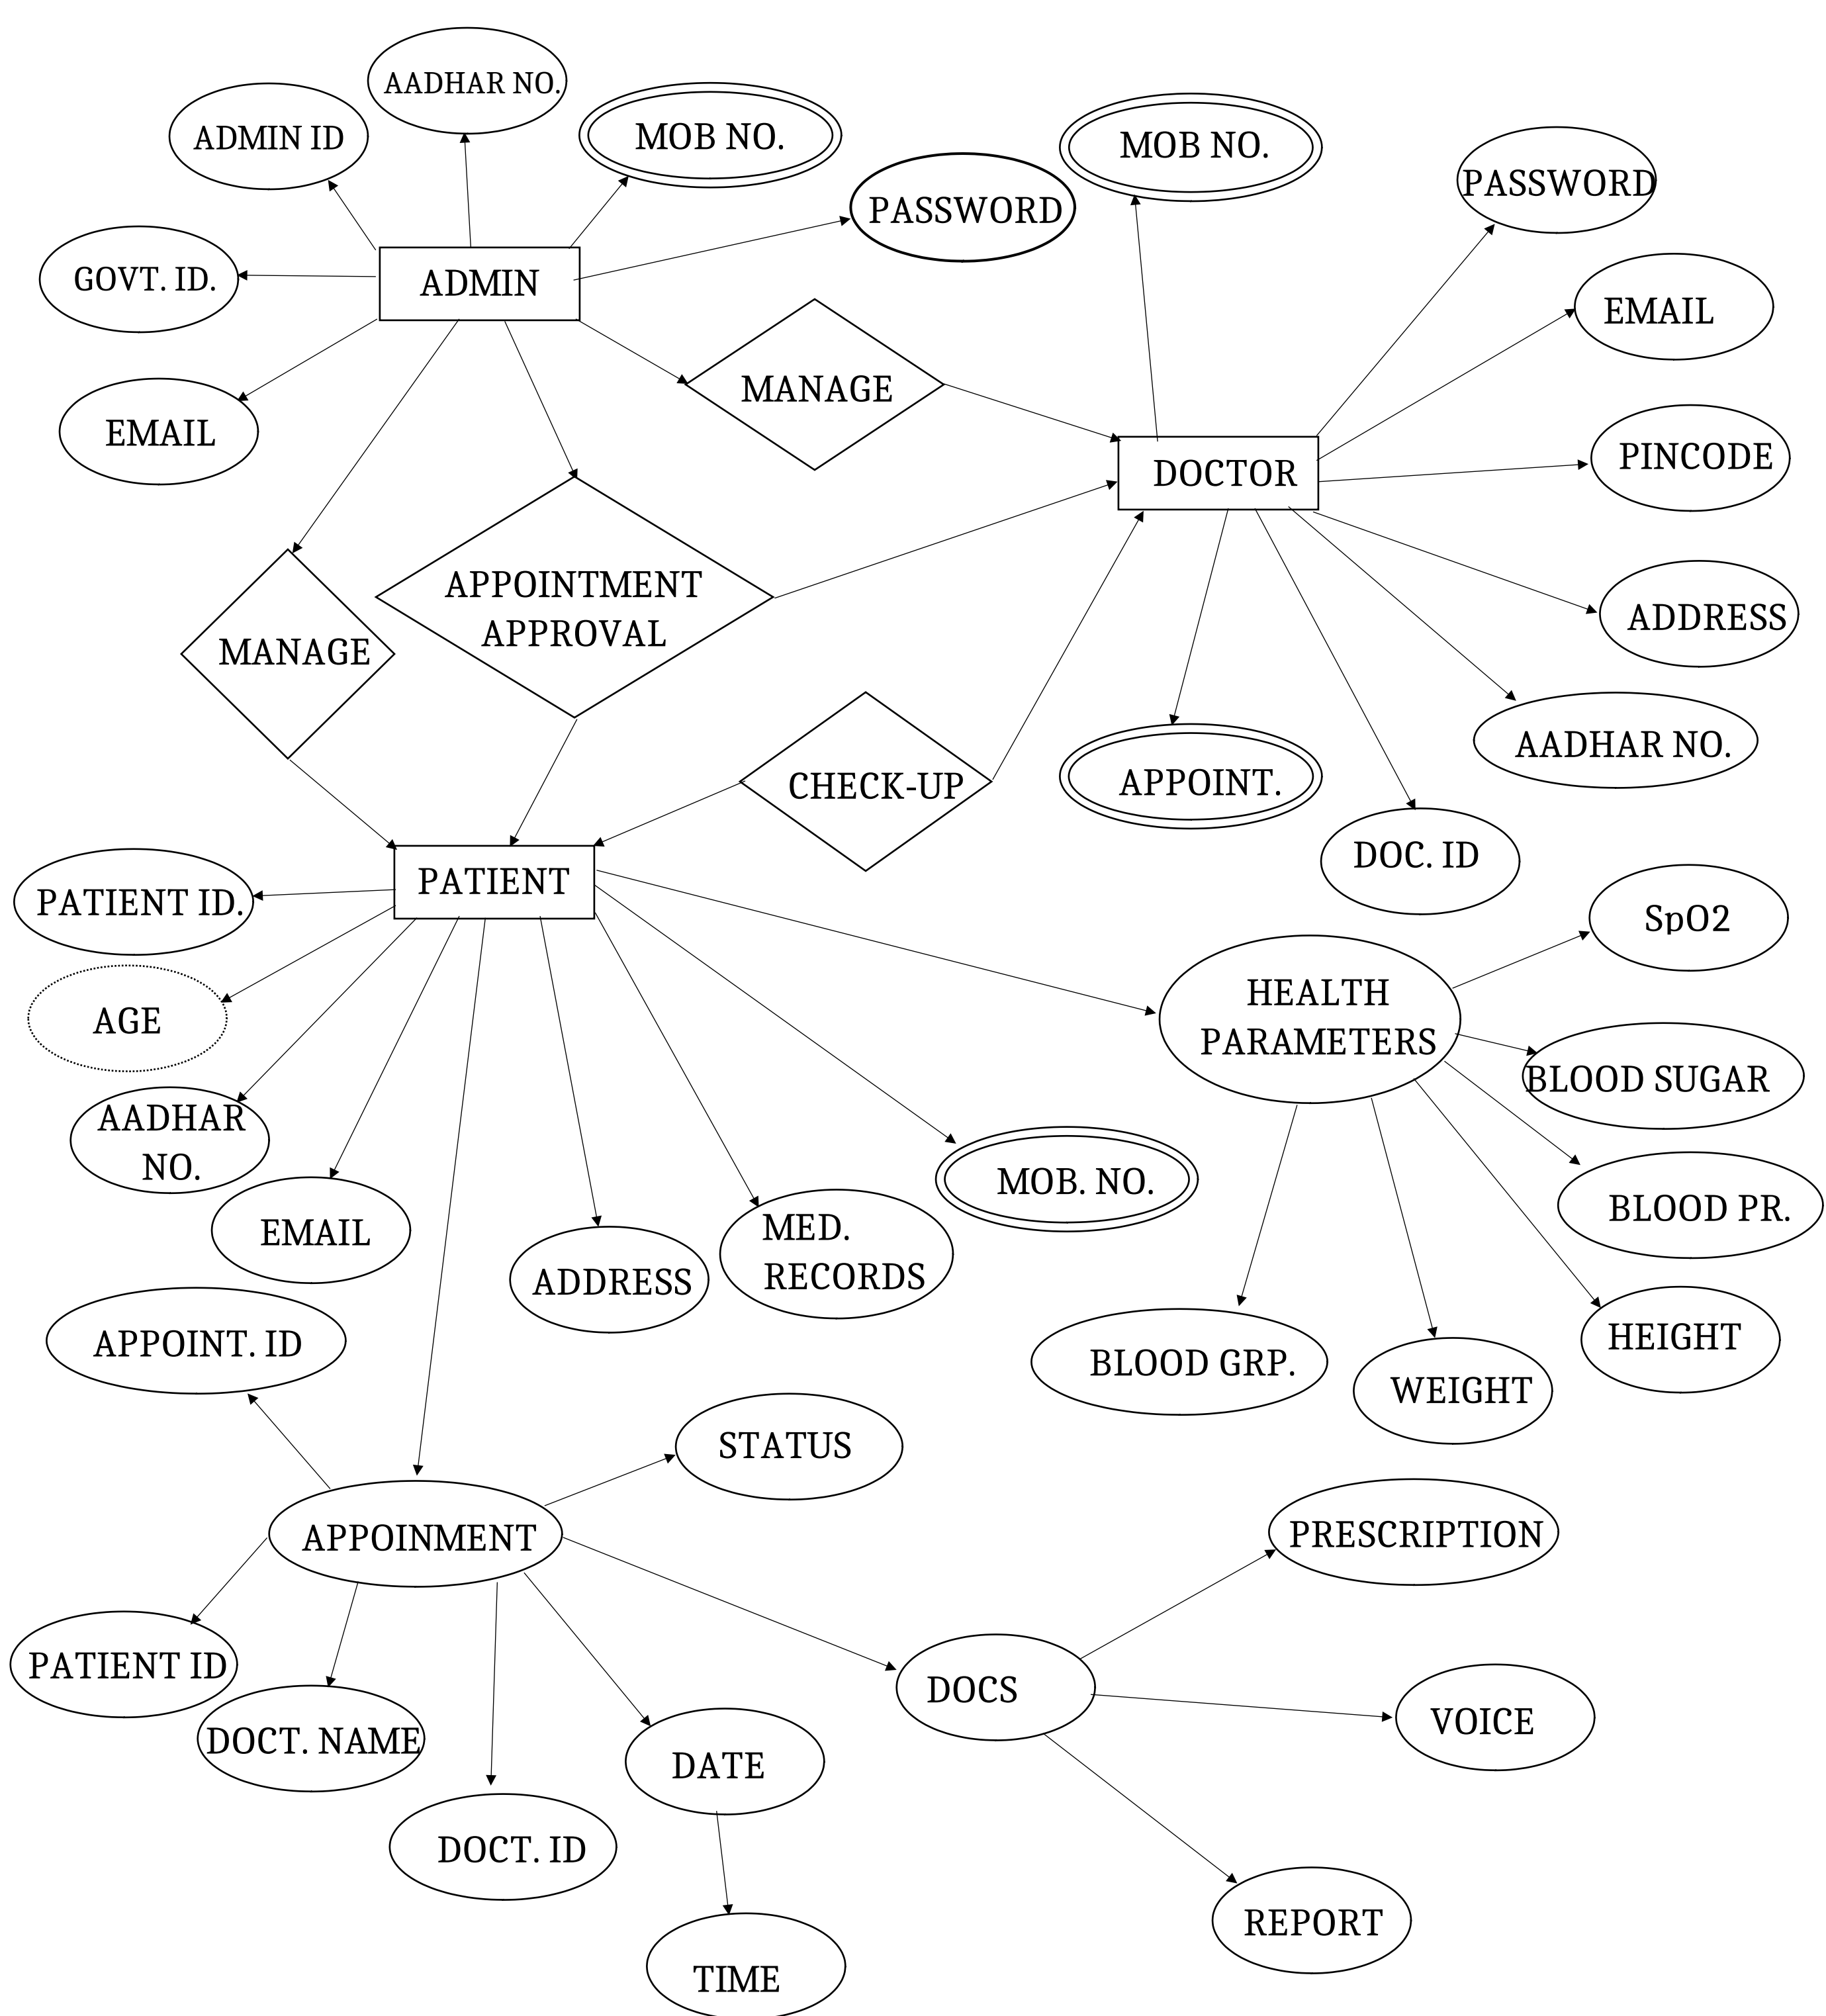 AADHAR NO.
ADMIN ID
MOB NO.
MOB NO.
PASSWORD
PASSWORD
GOVT. ID.
ADMIN
EMAIL
MANAGE
EMAIL
DOCTOR
PINCODE
APPOINTMENT
APPROVAL
MANAGE
ADDRESS
CHECK-UP
APPOINT.
AADHAR NO.
DOC. ID
PATIENT
PATIENT ID.
SpO2
AGE
HEALTH
PARAMETERS
BLOOD SUGAR
AADHAR
NO.
EMAIL
ADDRESS
MED.
RECORDS
MOB. NO.
BLOOD PR.
APPOINT. ID
BLOOD GRP.
WEIGHT
HEIGHT
STATUS
APPOINMENT
PRESCRIPTION
PATIENT ID
DOCT. NAME
DOCS
VOICE
DATE
DOCT. ID
REPORT
TIME